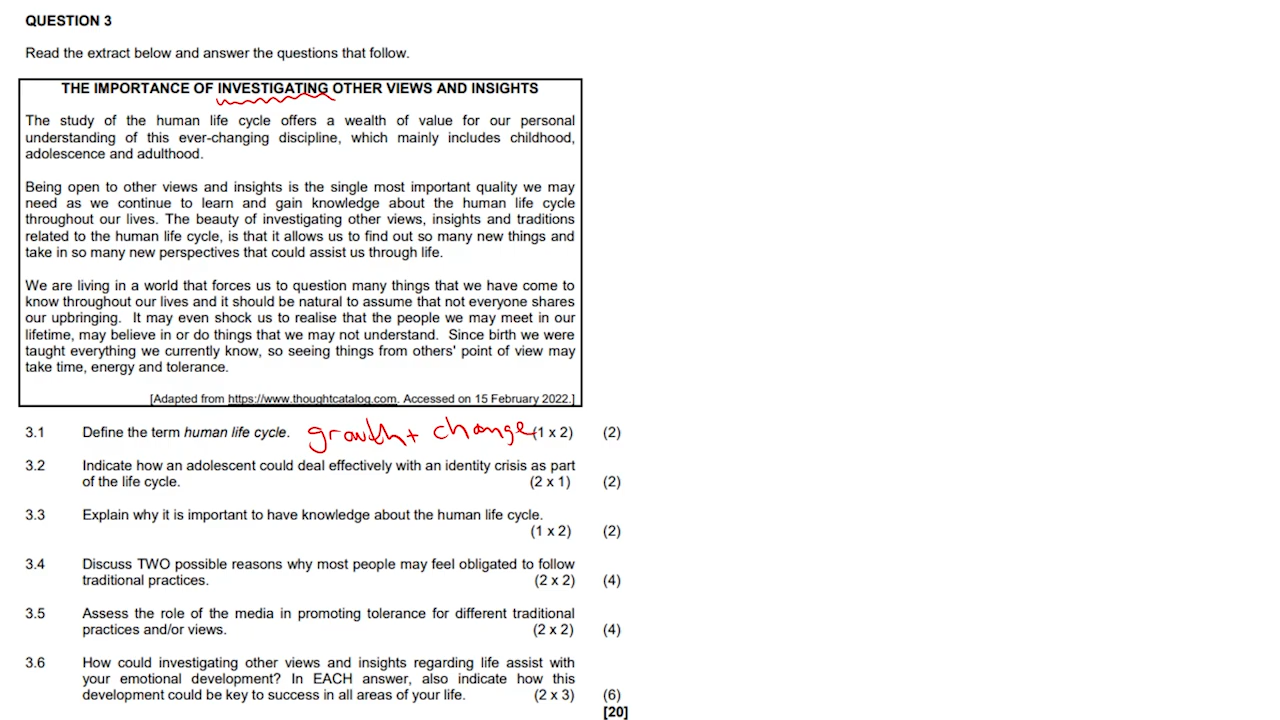 QUESTION 3
Read the extract below and answer the questions that follow.
THE IMPORTANCE OF INVESTIGATING OTHER VIEWS AND INSIGHTS
The study of the human life cycle offers a wealth of value for our personal
understanding of this ever-changing discipline, which mainly includes childhood,
adolescence and adulthood.
Being open to other views and insights is the single most important quality we may
need as we continue to learn and gain knowledge about the human life cycle
throughout our lives. The beauty of investigating other views, insights and traditions
related to the human life cycle, is that it allows us to find out so many new things and
take in so many new perspectives that could assist us through life.
We are living in a world that forces us to question many things that we have come to
know throughout our lives and it should be natural to assume that not everyone shares
our upbringing. It may even shock us to realise that the people we may meet in our
lifetime, may believe in or do things that we may not understand. Since birth we were
taught everything we currently know, so seeing things from others' point of view may
take time, energy and tolerance.
[Adapted from https://www.thoughtcatalog.com. Accessed on 15 February 2022.]
3.1 Define the term human life cycle. growth + change (1 x 2) (2)
3.2 Indicate how an adolescent could deal effectively with an identity crisis as part
of the life cycle. (2 x 1) (2)
3.3 Explain why it is important to have knowledge about the human life cycle.
(1 x 2) (2)
3.4 Discuss TWO possible reasons why most people may feel obligated to follow
traditional practices. (2 x 2) (4)
3.5 Assess the role of the media in promoting tolerance for different traditional
practices and/or views. (2 x 2) (4)
3.6 How could investigating other views and insights regarding life assist with
your emotional development? In EACH answer, also indicate how this
development could be key to success in all areas of your life. (2 x 3) (6)
[20]